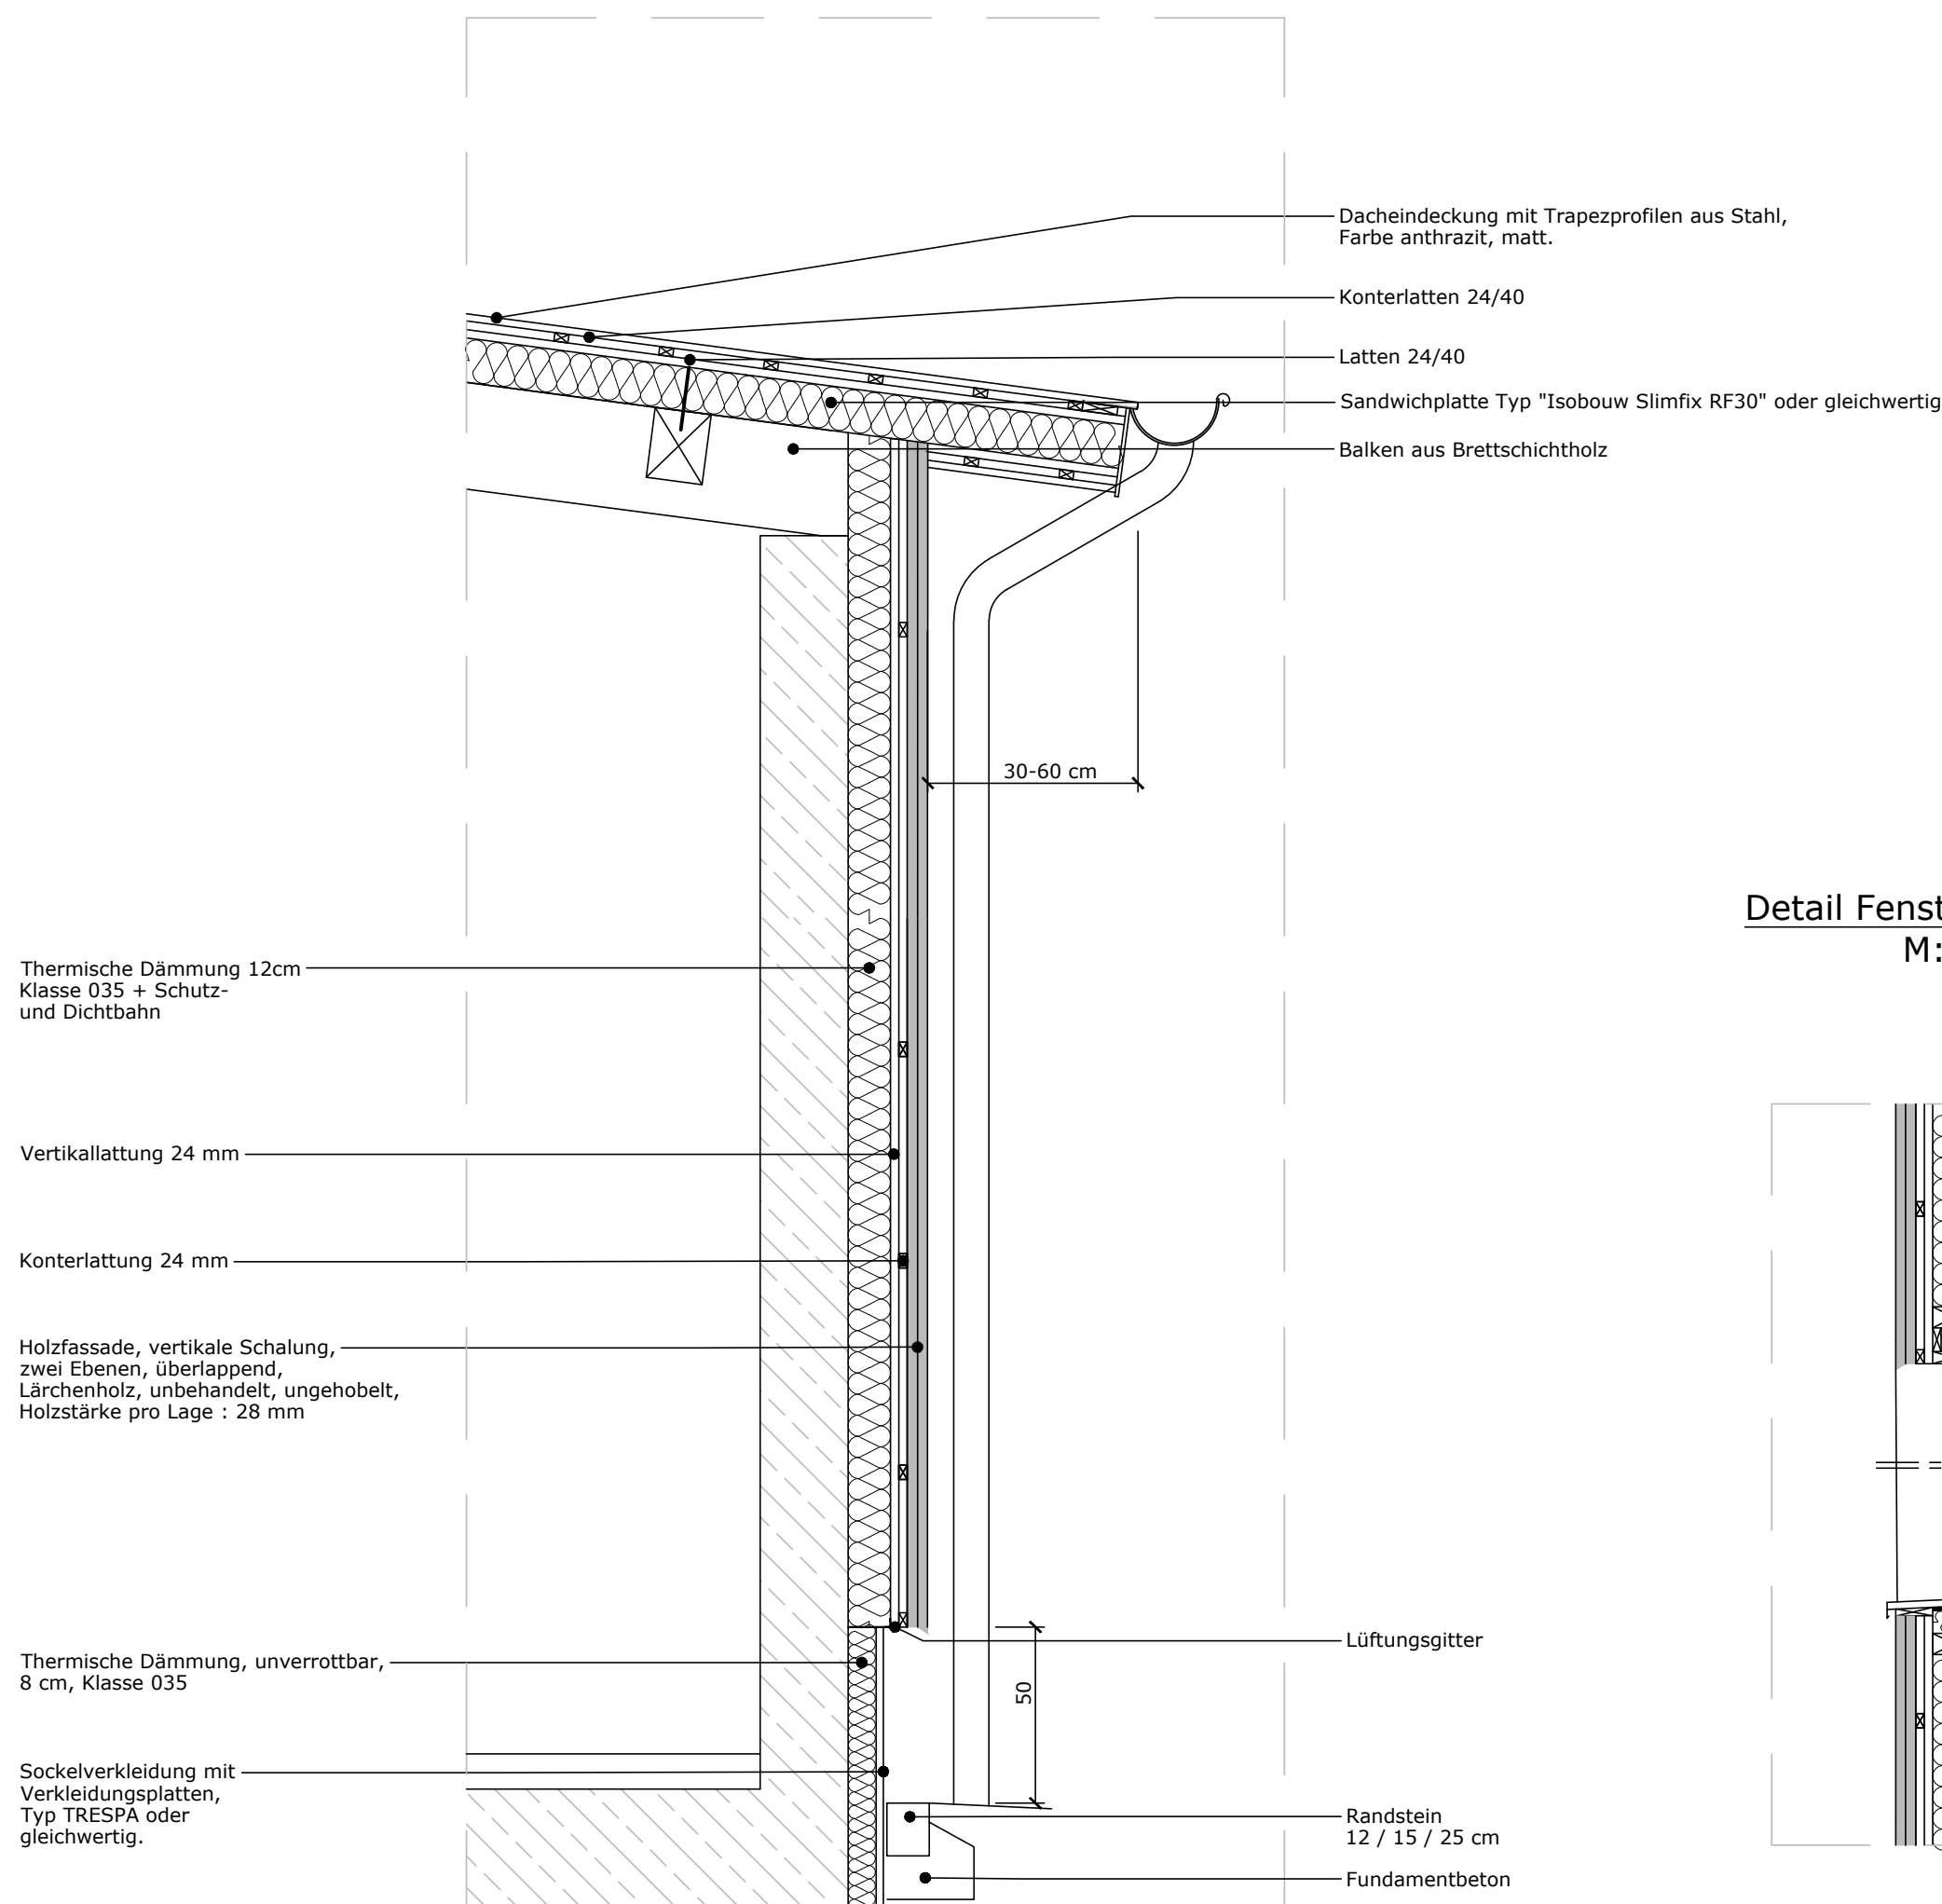 Dacheindeckung mit Trapezprofilen aus Stahl,
Farbe anthrazit, matt.
Konterlatten 24/40
Latten 24/40
Sandwichplatte Typ "Isobouw Slimfix RF30" oder gleichwertig
Balken aus Brettschichtholz
30-60 cm
Detail Fenst
M:
Thermische Dämmung 12cm
Klasse 035 + Schutz-
und Dichtbahn
Vertikallattung 24 mm
Konterlattung 24 mm
Holzfassade, vertikale Schalung,
zwei Ebenen, überlappend,
Lärchenholz, unbehandelt, ungehobelt,
Holzstärke pro Lage : 28 mm
Lüftungsgitter
Thermische Dämmung, unverrottbar,
8 cm, Klasse 035
50
Sockelverkleidung mit
Verkleidungsplatten,
Typ TRESPA oder
gleichwertig.
Randstein
12 / 15 / 25 cm
Fundamentbeton